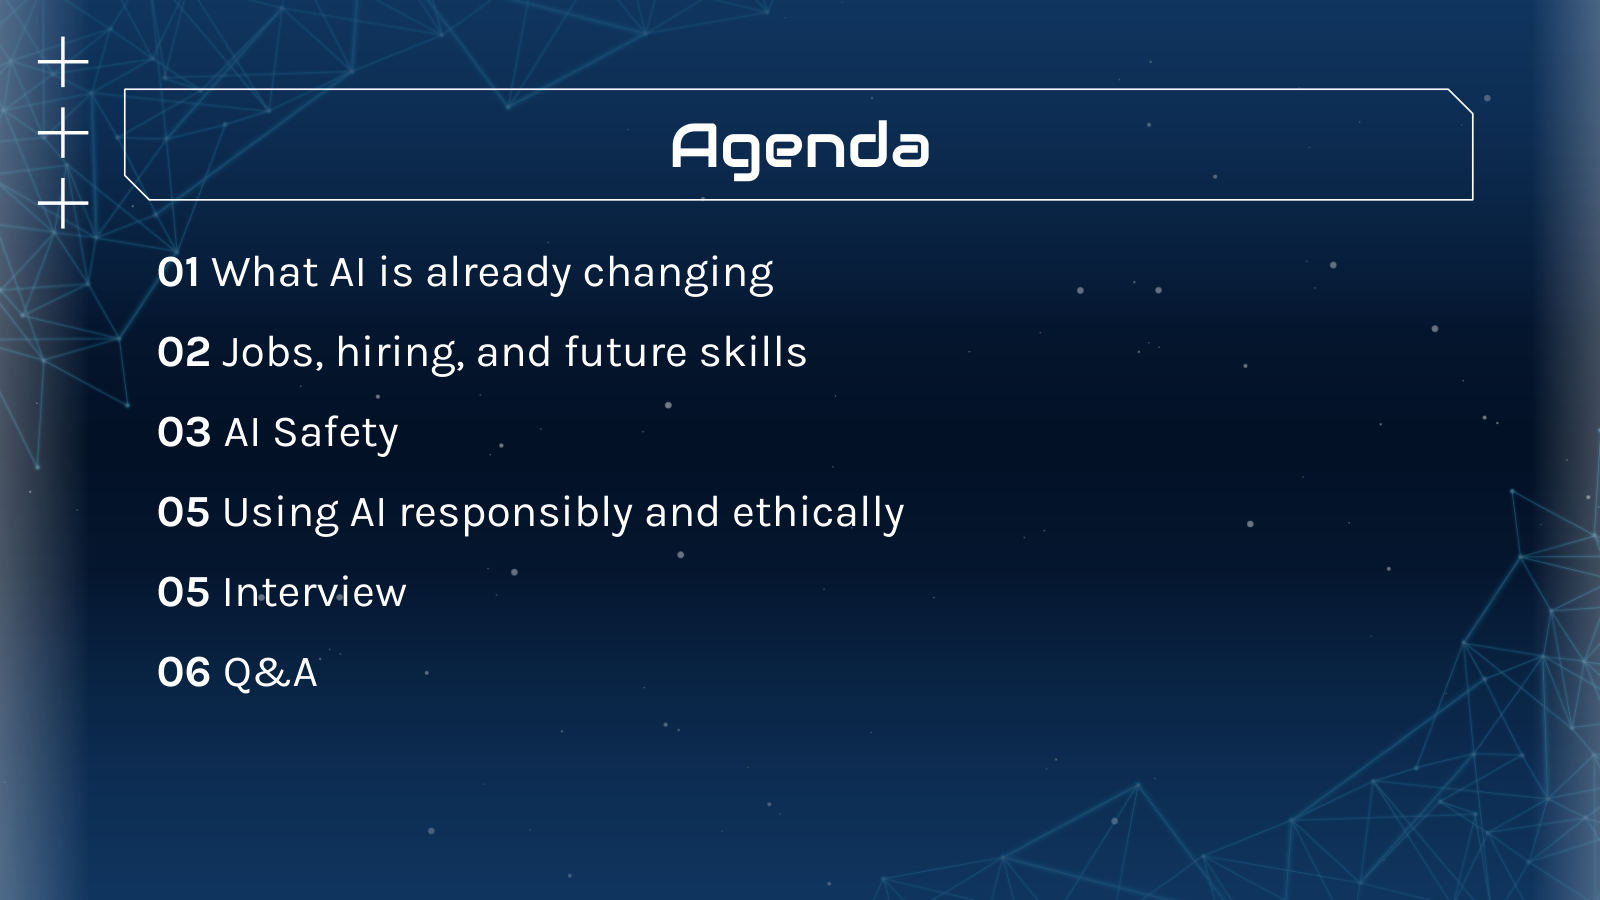 Agenda
01 What AI is already changing
02 Jobs, hiring, and future skills
03 AI Safety
05 Using AI responsibly and ethically
05 Interview
06 Q&A